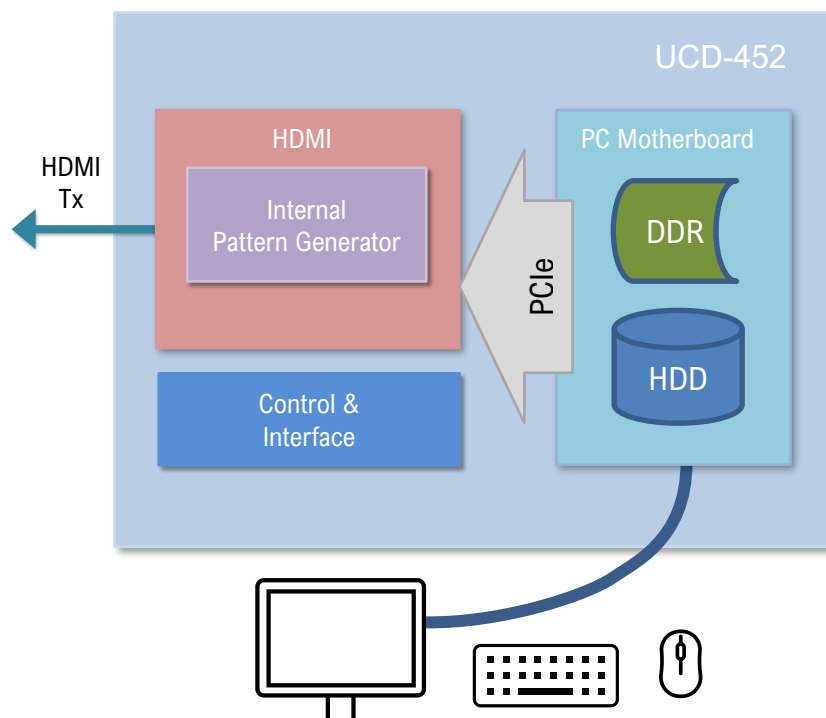 UCD-452
HDMI
PC Motherboard
HDMI
Tx
Internal
Pattern Generator
DDR
PCIe
HDD
Control &
Interface